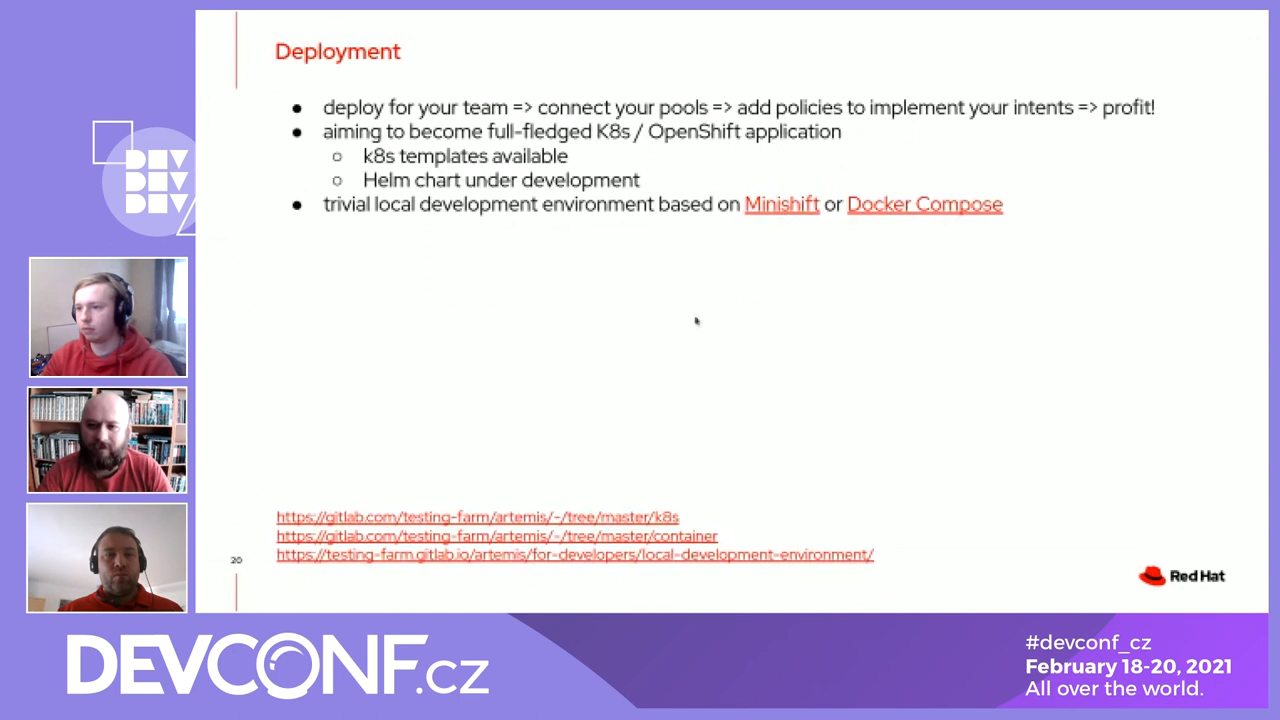 Deployment
● deploy for your team => connect your pools => add policies to implement your intents => profit!
● aiming to become full-fledged K8s / OpenShift application
○ k8s templates available
○ Helm chart under development
● trivial local development environment based on Minishift or Docker Compose
https://gitlab.com/testing-farm/artemis/-/tree/master/k8s
https://gitlab.com/testing-farm/artemis/-/tree/master/container
https://testing-farm.gitlab.io/artemis/for-developers/local-development-environment/
20
Red Hat
DEV
DEV
DEV
DEVCONF.cz
#devconf_cz
February 18-20, 2021
All over the world.